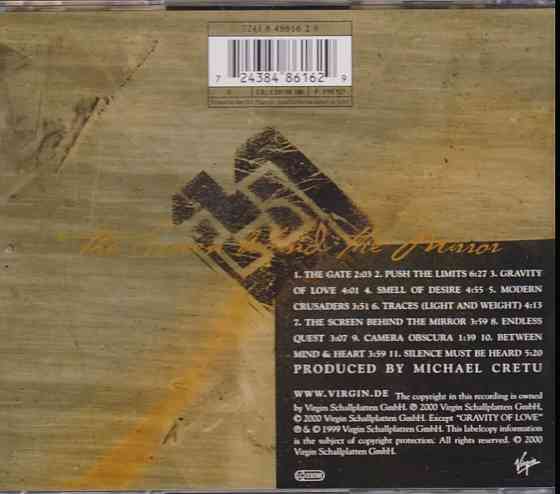 7 24384 86162 9
The Screen Behind the Mirror
1. THE GATE 2:03 2. PUSH THE LIMITS 6:27 3. GRAVITY
OF LOVE 4:01 4. SMELL OF DESIRE 4:55 5. MODERN
CRUSADERS 3:51 6. TRACES (LIGHT AND WEIGHT) 4:13
7. THE SCREEN BEHIND THE MIRROR 3:59 8. ENDLESS
QUEST 3:07 9. CAMERA OBSCURA 1:39 10. BETWEEN
MIND & HEART 3:59 11. SILENCE MUST BE HEARD 5:20
PRODUCED BY MICHAEL CRETU
WWW.VIRGIN.DE The copyright in this recording is owned
by Virgin Schallplatten GmbH. ℗ 2000 Virgin Schallplatten GmbH,
© 2000 Virgin Schallplatten GmbH. Except "GRAVITY OF LOVE"
℗ & © 1999 Virgin Schallplatten GmbH. This labelcopy information
is the subject of copyright protection. All rights reserved. © 2000
Virgin Schallplatten GmbH.
Virgin